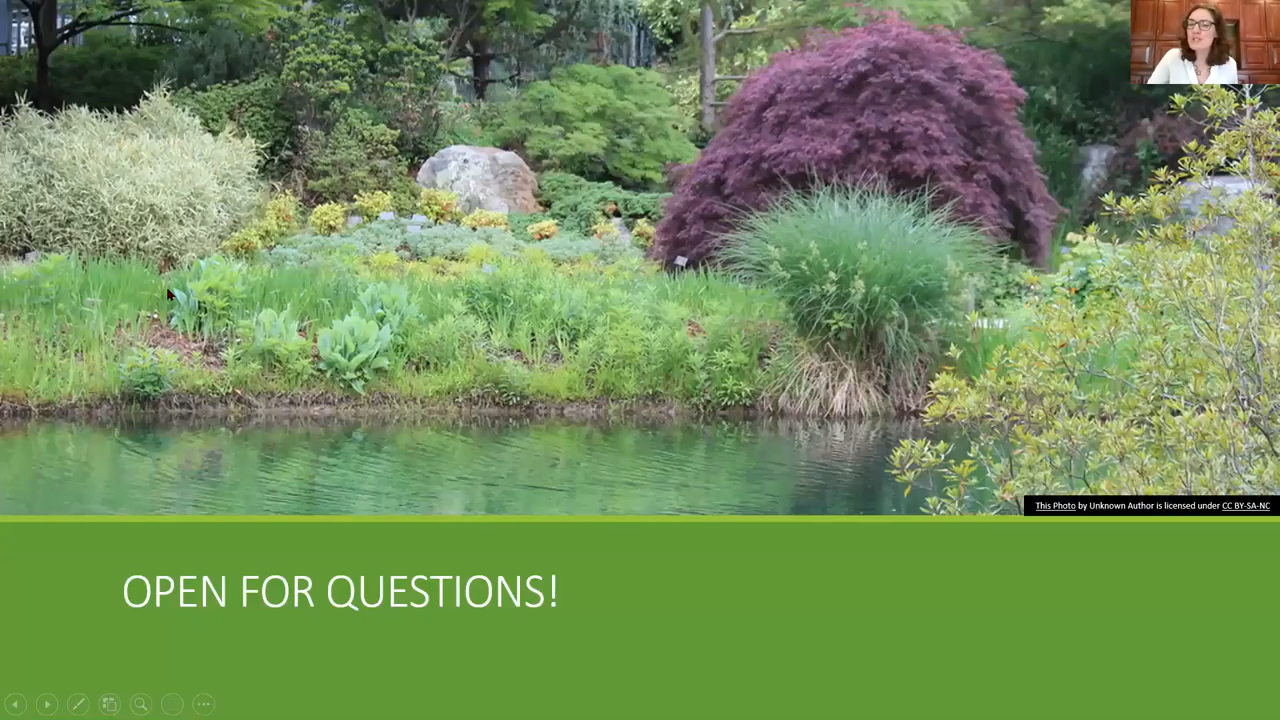 This Photo by Unknown Author is licensed under CC BY-SA-NC
OPEN FOR QUESTIONS!